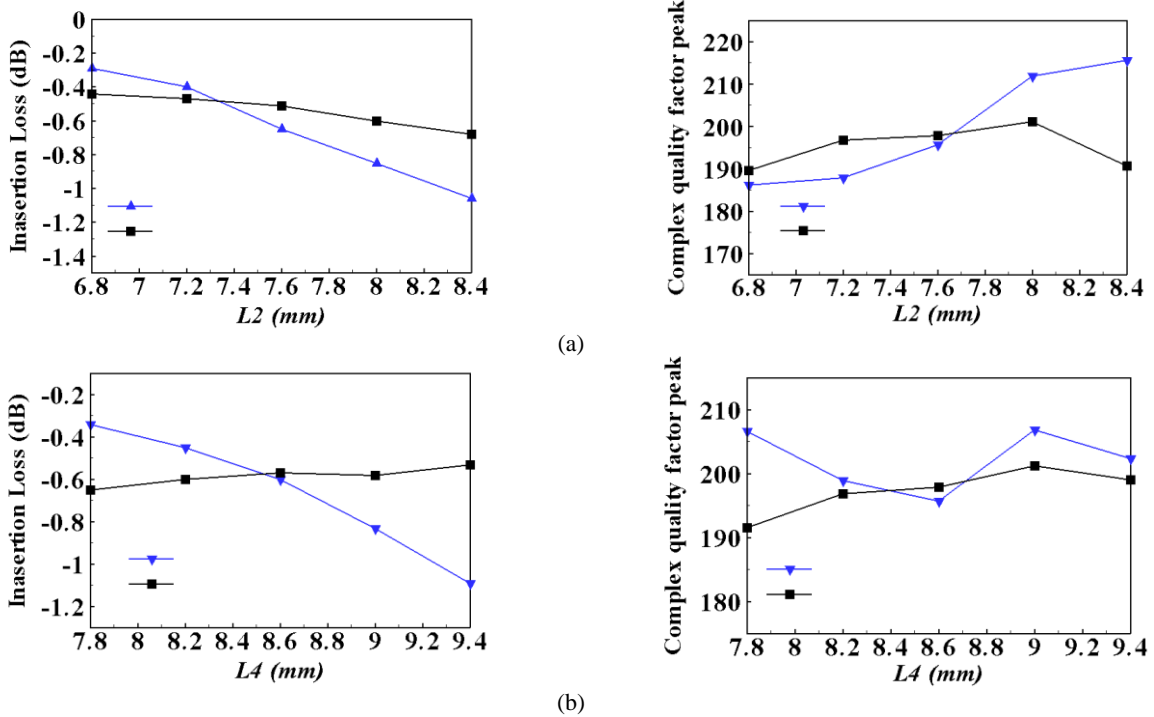 Inasertion Loss (dB)
0
-0.2
-0.4
-0.6
-0.8
-1
-1.2
-1.4
6.8 7 7.2 7.4 7.6 7.8 8 8.2 8.4
L2 (mm)
Complex quality factor peak
220
210
200
190
180
170
6.8 7 7.2 7.4 7.6 7.8 8 8.2 8.4
L2 (mm)
(a)
Inasertion Loss (dB)
-0.2
-0.4
-0.6
-0.8
-1
-1.2
7.8 8 8.2 8.4 8.6 8.8 9 9.2 9.4
L4 (mm)
Complex quality factor peak
210
200
190
180
7.8 8 8.2 8.4 8.6 8.8 9 9.2 9.4
L4 (mm)
(b)